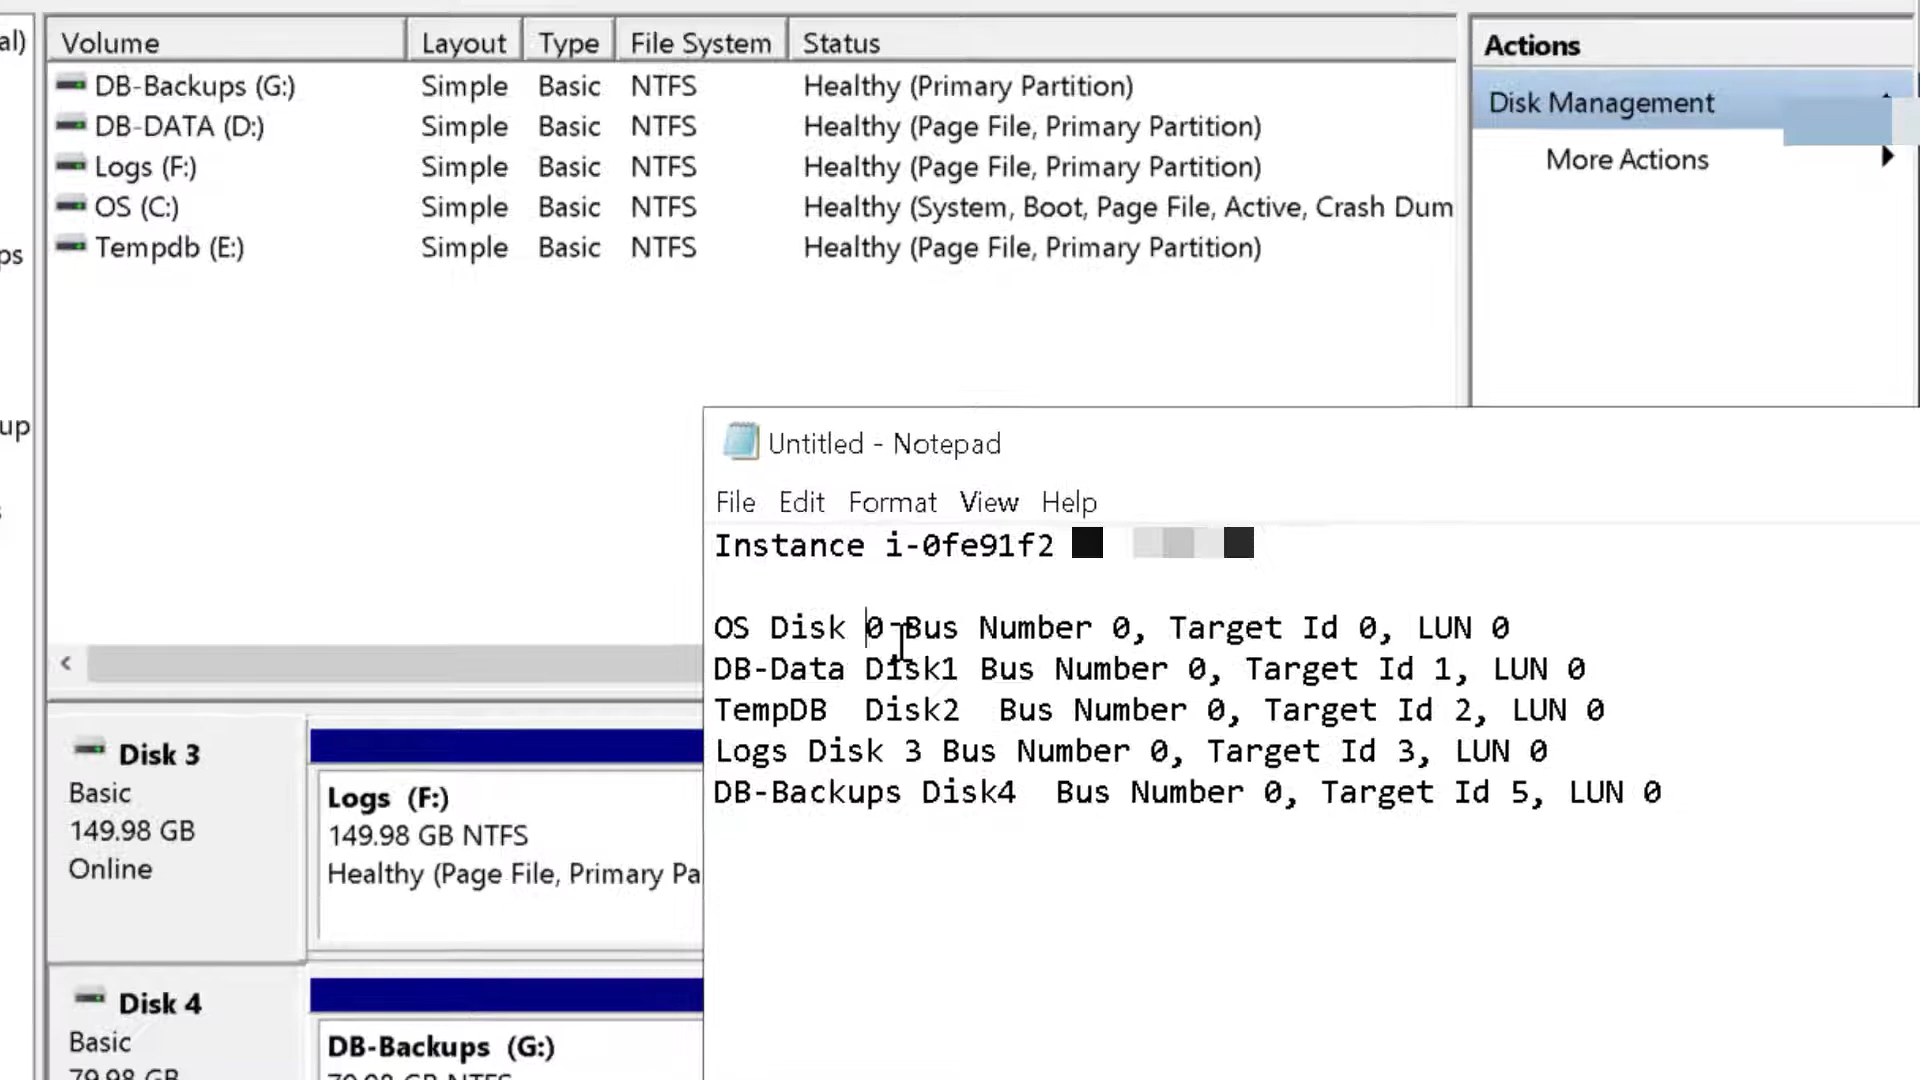 al)
ps
up
Volume Layout Type File System Status
DB-Backups (G:) Simple Basic NTFS Healthy (Primary Partition)
DB-DATA (D:) Simple Basic NTFS Healthy (Page File, Primary Partition)
Logs (F:) Simple Basic NTFS Healthy (Page File, Primary Partition)
OS (C:) Simple Basic NTFS Healthy (System, Boot, Page File, Active, Crash Dum
Tempdb (E:) Simple Basic NTFS Healthy (Page File, Primary Partition)
Actions
Disk Management
More Actions
Disk 3
Basic
149.98 GB
Online
Logs (F:)
149.98 GB NTFS
Healthy (Page File, Primary Pa
Disk 4
Basic
79.98 GB
DB-Backups (G:)
79.98 GB NTFS
Untitled - Notepad
File Edit Format View Help
Instance i-0fe91f2
OS Disk 0 Bus Number 0, Target Id 0, LUN 0
DB-Data Disk1 Bus Number 0, Target Id 1, LUN 0
TempDB  Disk2  Bus Number 0, Target Id 2, LUN 0
Logs Disk 3 Bus Number 0, Target Id 3, LUN 0
DB-Backups Disk4  Bus Number 0, Target Id 5, LUN 0